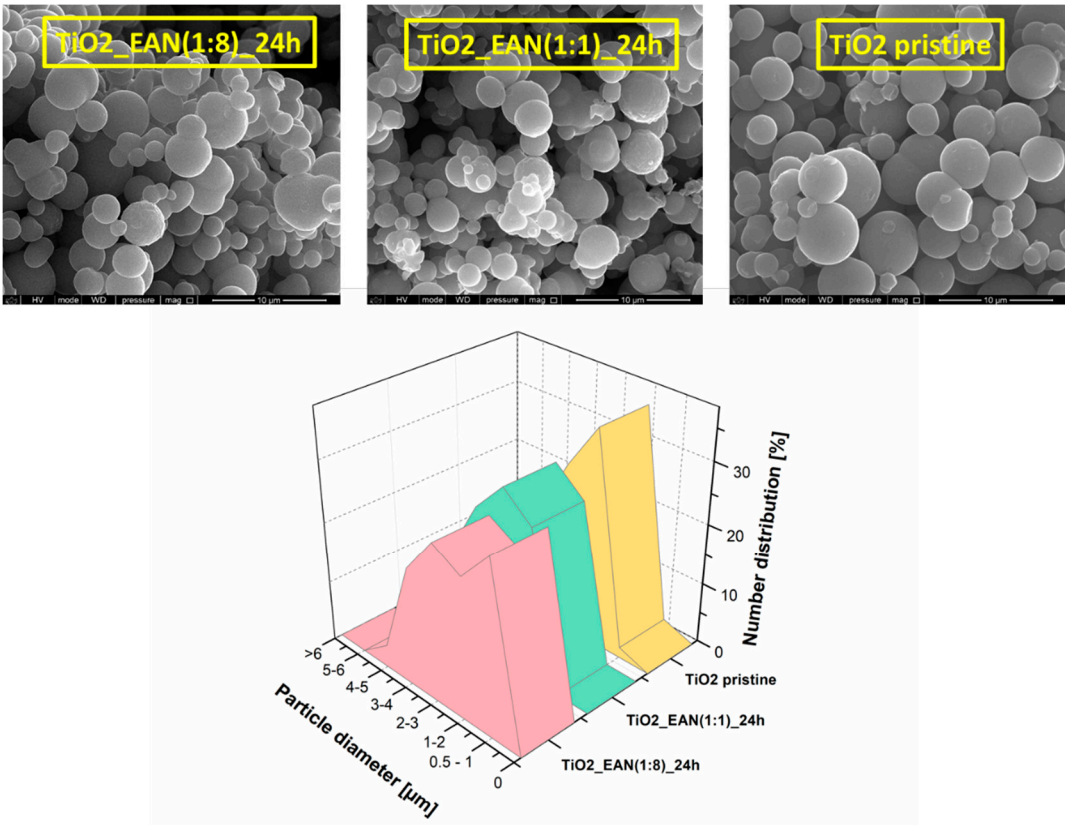 TiO2_EAN(1:8)_24h
TiO2_EAN(1:1)_24h
TiO2 pristine
HV mode WD pressure mag 10 µm
HV mode WD pressure mag 10 µm
HV mode WD pressure mag 10 µm
Number distribution [%]
30
20
10
0
>6
5-6
4-5
3-4
2-3
1-2
0.5 - 1
0
Particle diameter [µm]
TiO2 pristine
TiO2_EAN(1:1)_24h
TiO2_EAN(1:8)_24h